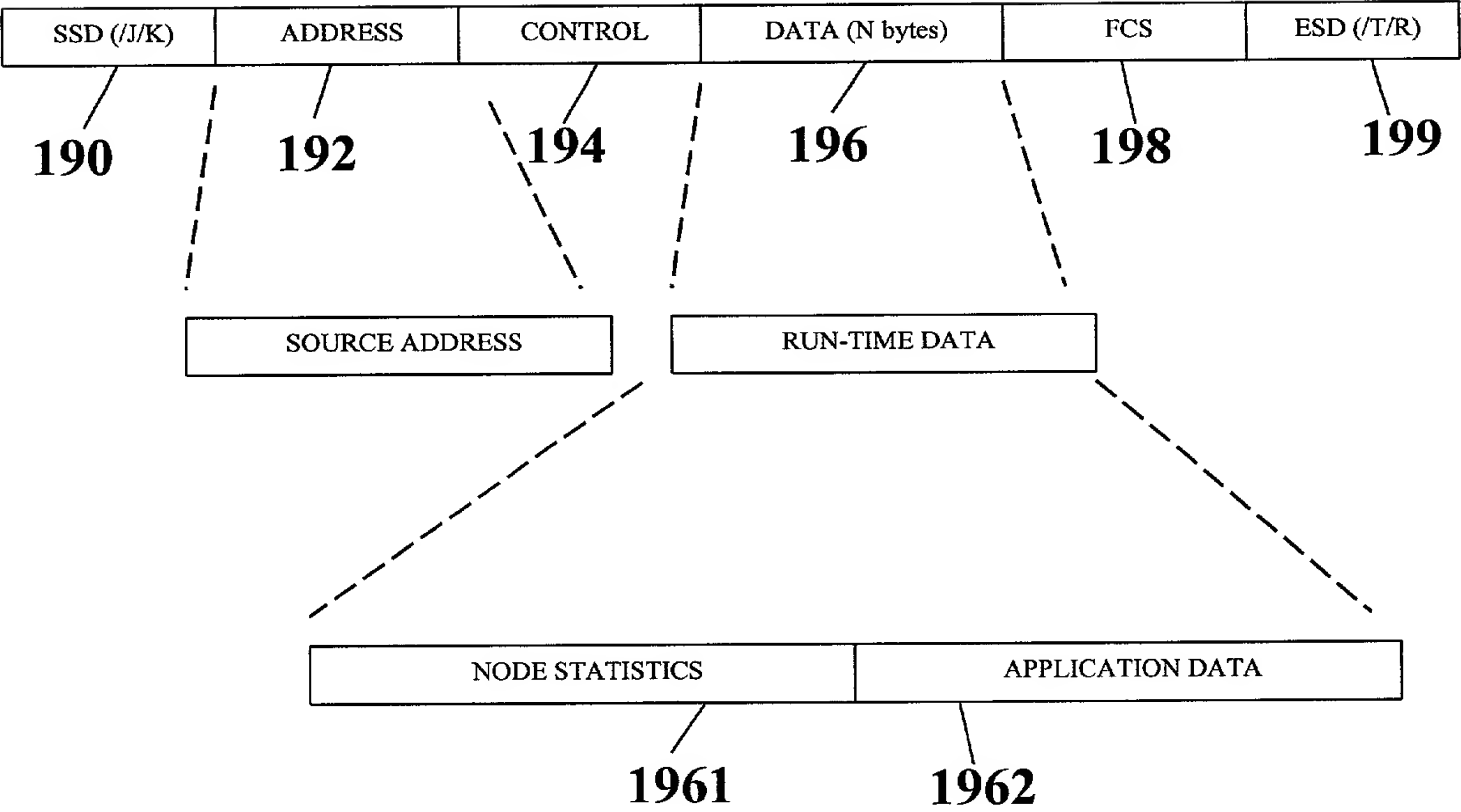 SSD (/J/K) ADDRESS CONTROL DATA (N bytes) FCS ESD (/T/R)
190 192 194 196 198 199
SOURCE ADDRESS RUN-TIME DATA
NODE STATISTICS APPLICATION DATA
1961 1962